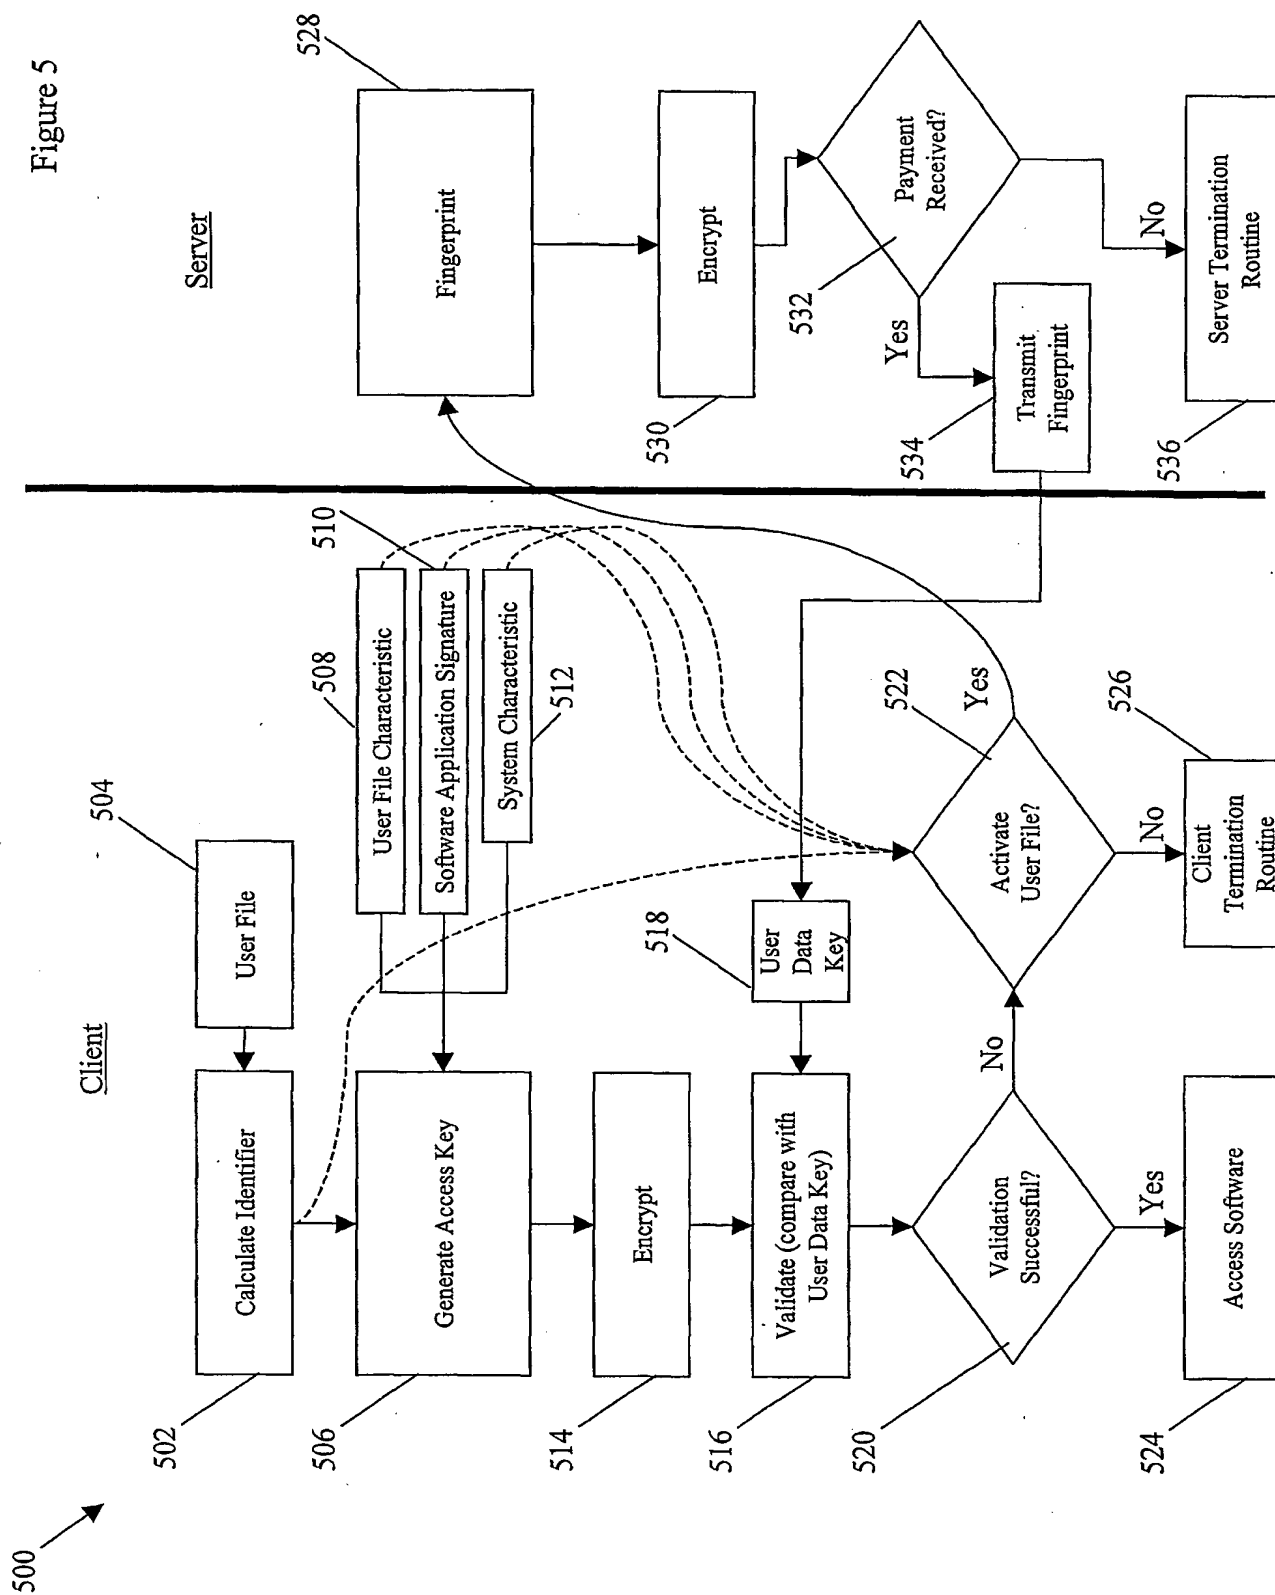 Figure 5
500
Client
Server
502
Calculate Identifier
504
User File
506
Generate Access Key
508
User File Characteristic
510
Software Application Signature
512
System Characteristic
514
Encrypt
516
Validate (compare with
User Data Key)
518
User
Data
Key
520
Validation
Successful?
No
Yes
522
Activate
User File?
Yes
No
524
Access Software
526
Client
Termination
Routine
528
Fingerprint
530
Encrypt
532
Payment
Received?
Yes
No
534
Transmit
Fingerprint
536
Server Termination
Routine